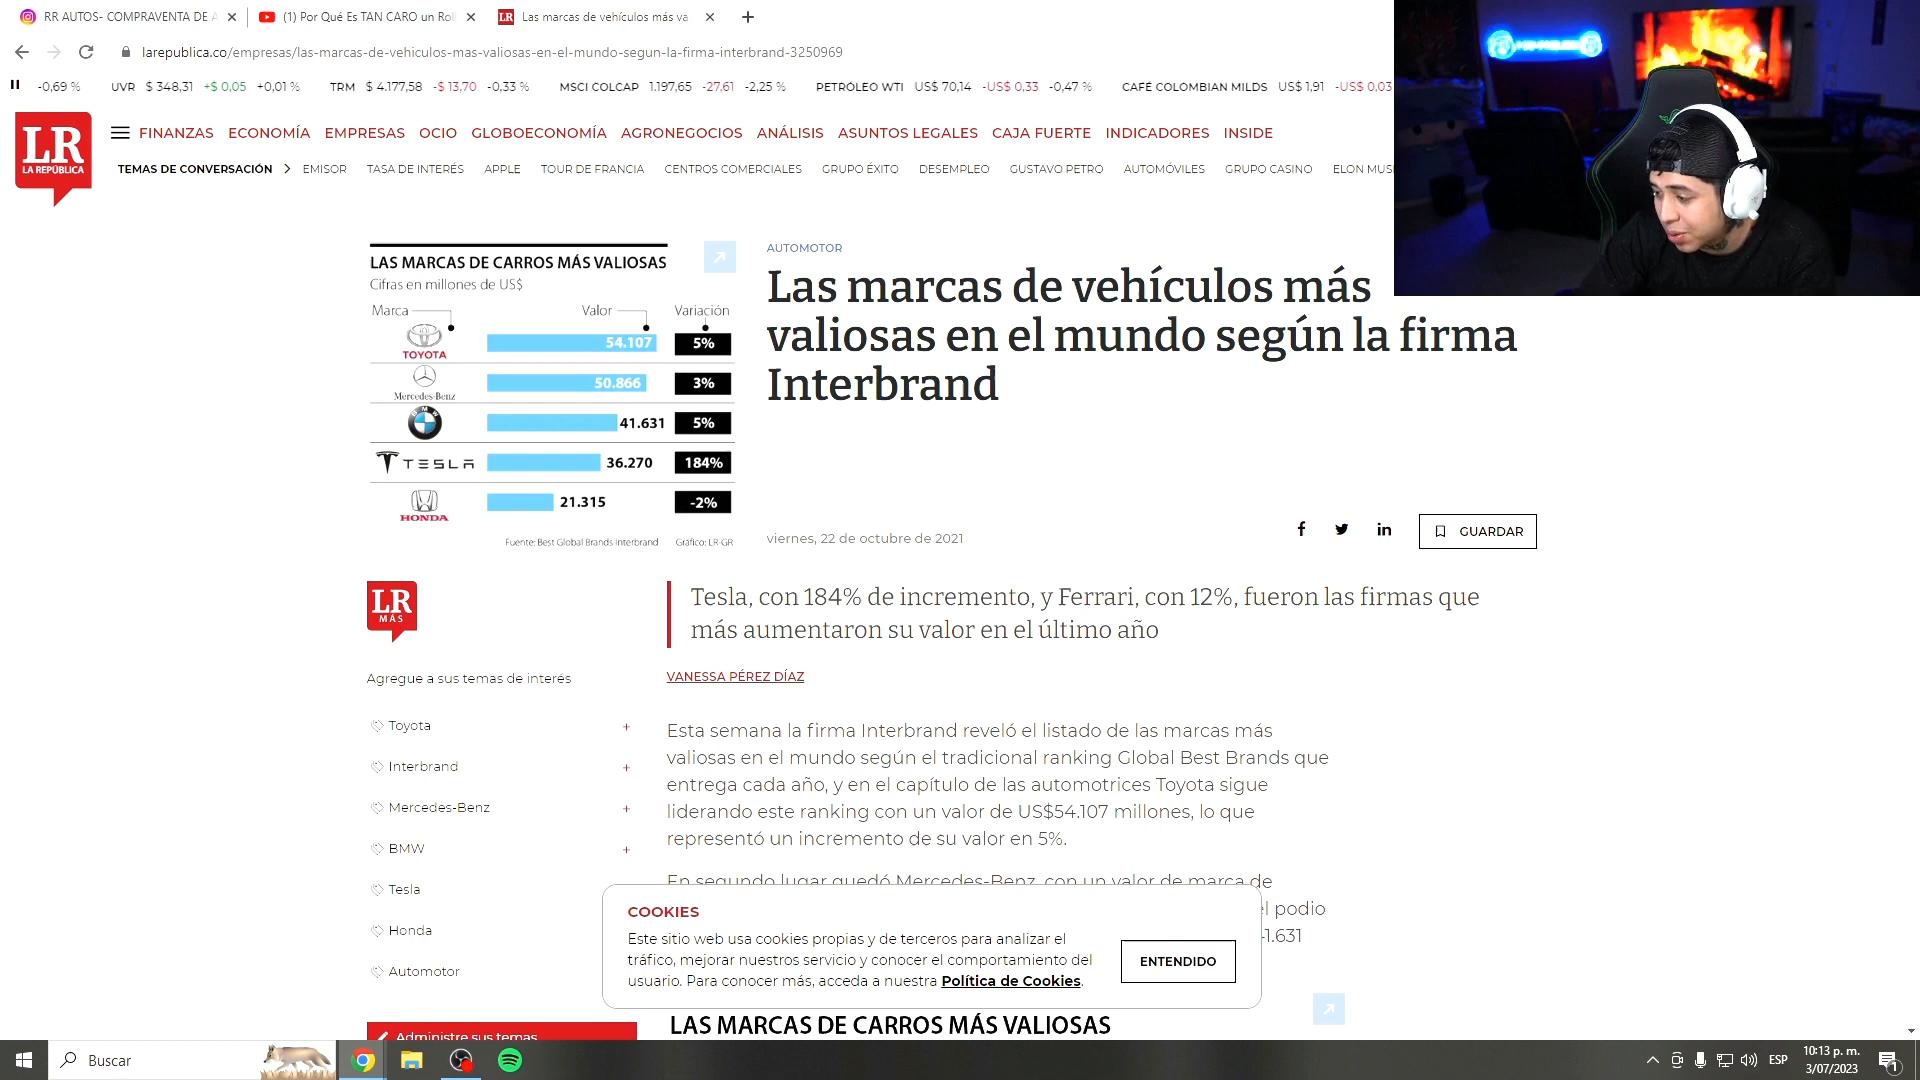 RR AUTOS- COMPRAVENTA DE A
(1) Por Qué Es TAN CARO un Roll
LR Las marcas de vehículos más va
larepublica.co/empresas/las-marcas-de-vehiculos-mas-valiosas-en-el-mundo-segun-la-firma-interbrand-3250969
-0,69 % UVR $ 348,31 +$ 0,05 +0,01 % TRM $ 4.177,58 -$ 13,70 -0,33 % MSCI COLCAP 1.197,65 -27,61 -2,25 % PETRÓLEO WTI US$ 70,14 -US$ 0,33 -0,47 % CAFÉ COLOMBIAN MILDS US$ 1,91 -US$ 0,03
LR
LA REPÚBLICA
FINANZAS ECONOMÍA EMPRESAS OCIO GLOBOECONOMÍA AGRONEGOCIOS ANÁLISIS ASUNTOS LEGALES CAJA FUERTE INDICADORES INSIDE
TEMAS DE CONVERSACIÓN EMISOR TASA DE INTERÉS APPLE TOUR DE FRANCIA CENTROS COMERCIALES GRUPO ÉXITO DESEMPLEO GUSTAVO PETRO AUTOMÓVILES GRUPO CASINO ELON MUS
LAS MARCAS DE CARROS MÁS VALIOSAS
Cifras en millones de US$
Marca Valor Variación
TOYOTA 54.107 5%
Mercedes-Benz 50.866 3%
BMW 41.631 5%
TESLA 36.270 184%
HONDA 21.315 -2%
Fuente: Best Global Brands Interbrand Gráfico: LR-GR
AUTOMOTOR
Las marcas de vehículos más
valiosas en el mundo según la firma
Interbrand
viernes, 22 de octubre de 2021
GUARDAR
LR
MÁS
Agregue a sus temas de interés
Toyota +
Interbrand +
Mercedes-Benz +
BMW +
Tesla
Honda
Automotor
Administre sus temas
Tesla, con 184% de incremento, y Ferrari, con 12%, fueron las firmas que
más aumentaron su valor en el último año
VANESSA PÉREZ DÍAZ
Esta semana la firma Interbrand reveló el listado de las marcas más
valiosas en el mundo según el tradicional ranking Global Best Brands que
entrega cada año, y en el capítulo de las automotrices Toyota sigue
liderando este ranking con un valor de US$54.107 millones, lo que
representó un incremento de su valor en 5%.
En segundo lugar quedó Mercedes-Benz, con un valor de marca de
el podio
1.631
COOKIES
Este sitio web usa cookies propias y de terceros para analizar el
tráfico, mejorar nuestros servicio y conocer el comportamiento del
usuario. Para conocer más, acceda a nuestra Política de Cookies.
ENTENDIDO
LAS MARCAS DE CARROS MÁS VALIOSAS
Buscar
ESP
10:13 p. m.
3/07/2023
1